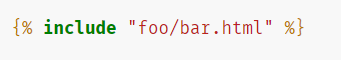 {% include "foo/bar.html" %}